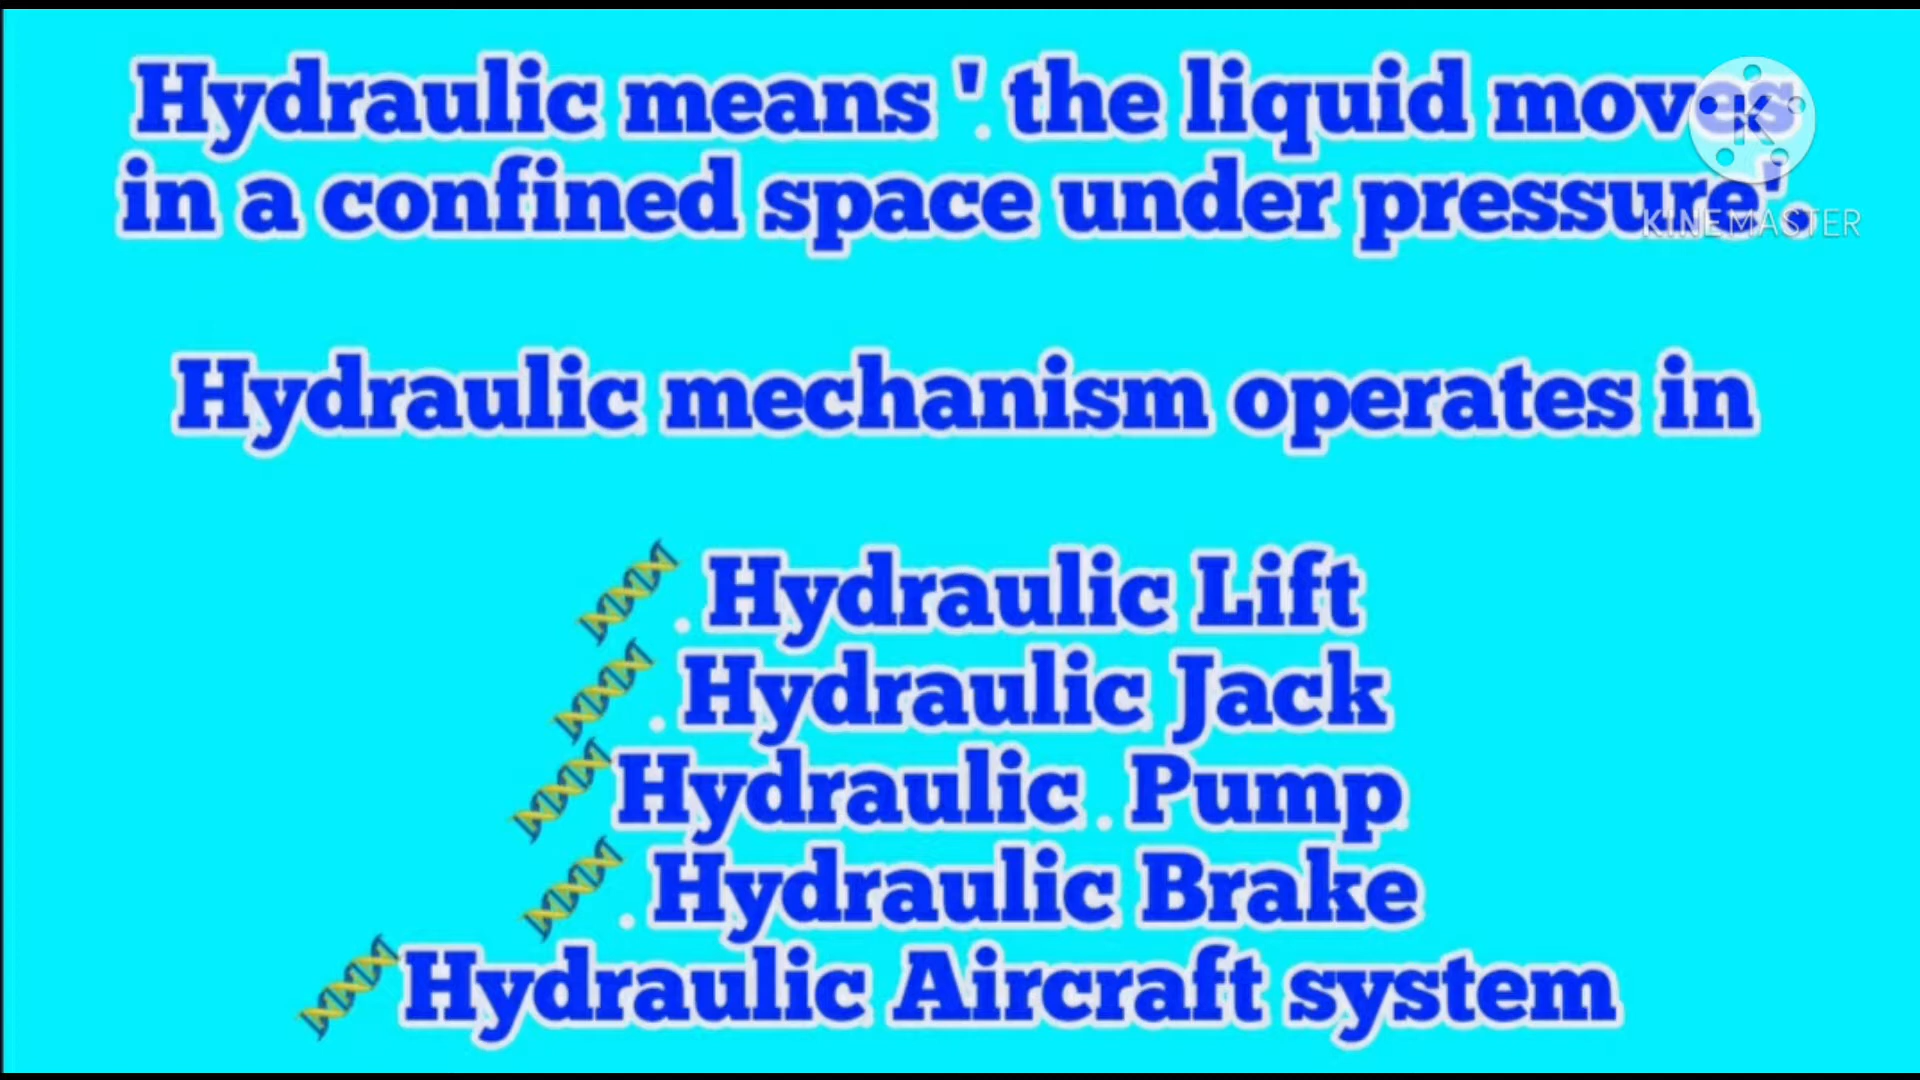 Hydraulic means '. the liquid moves
in a confined space under pressure'.
KINEMASTER
Hydraulic mechanism operates in
. Hydraulic Lift
. Hydraulic Jack
Hydraulic . Pump
. Hydraulic Brake
Hydraulic Aircraft system